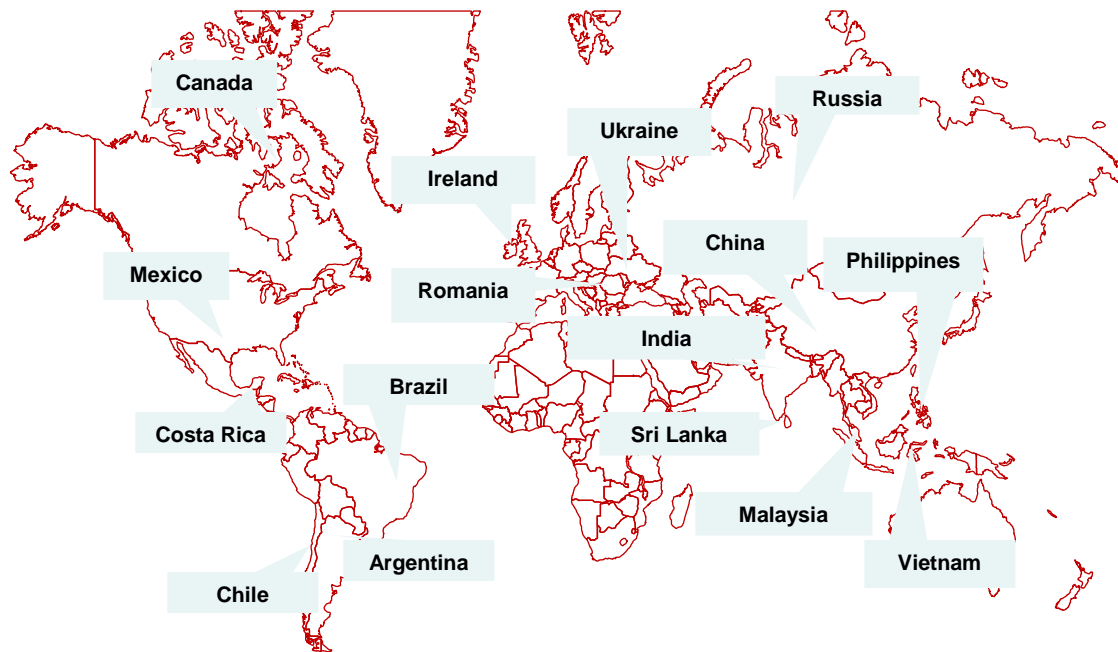 Canada
Russia
Ukraine
Ireland
China
Philippines
Mexico
Romania
India
Brazil
Costa Rica
Sri Lanka
Malaysia
Argentina
Vietnam
Chile